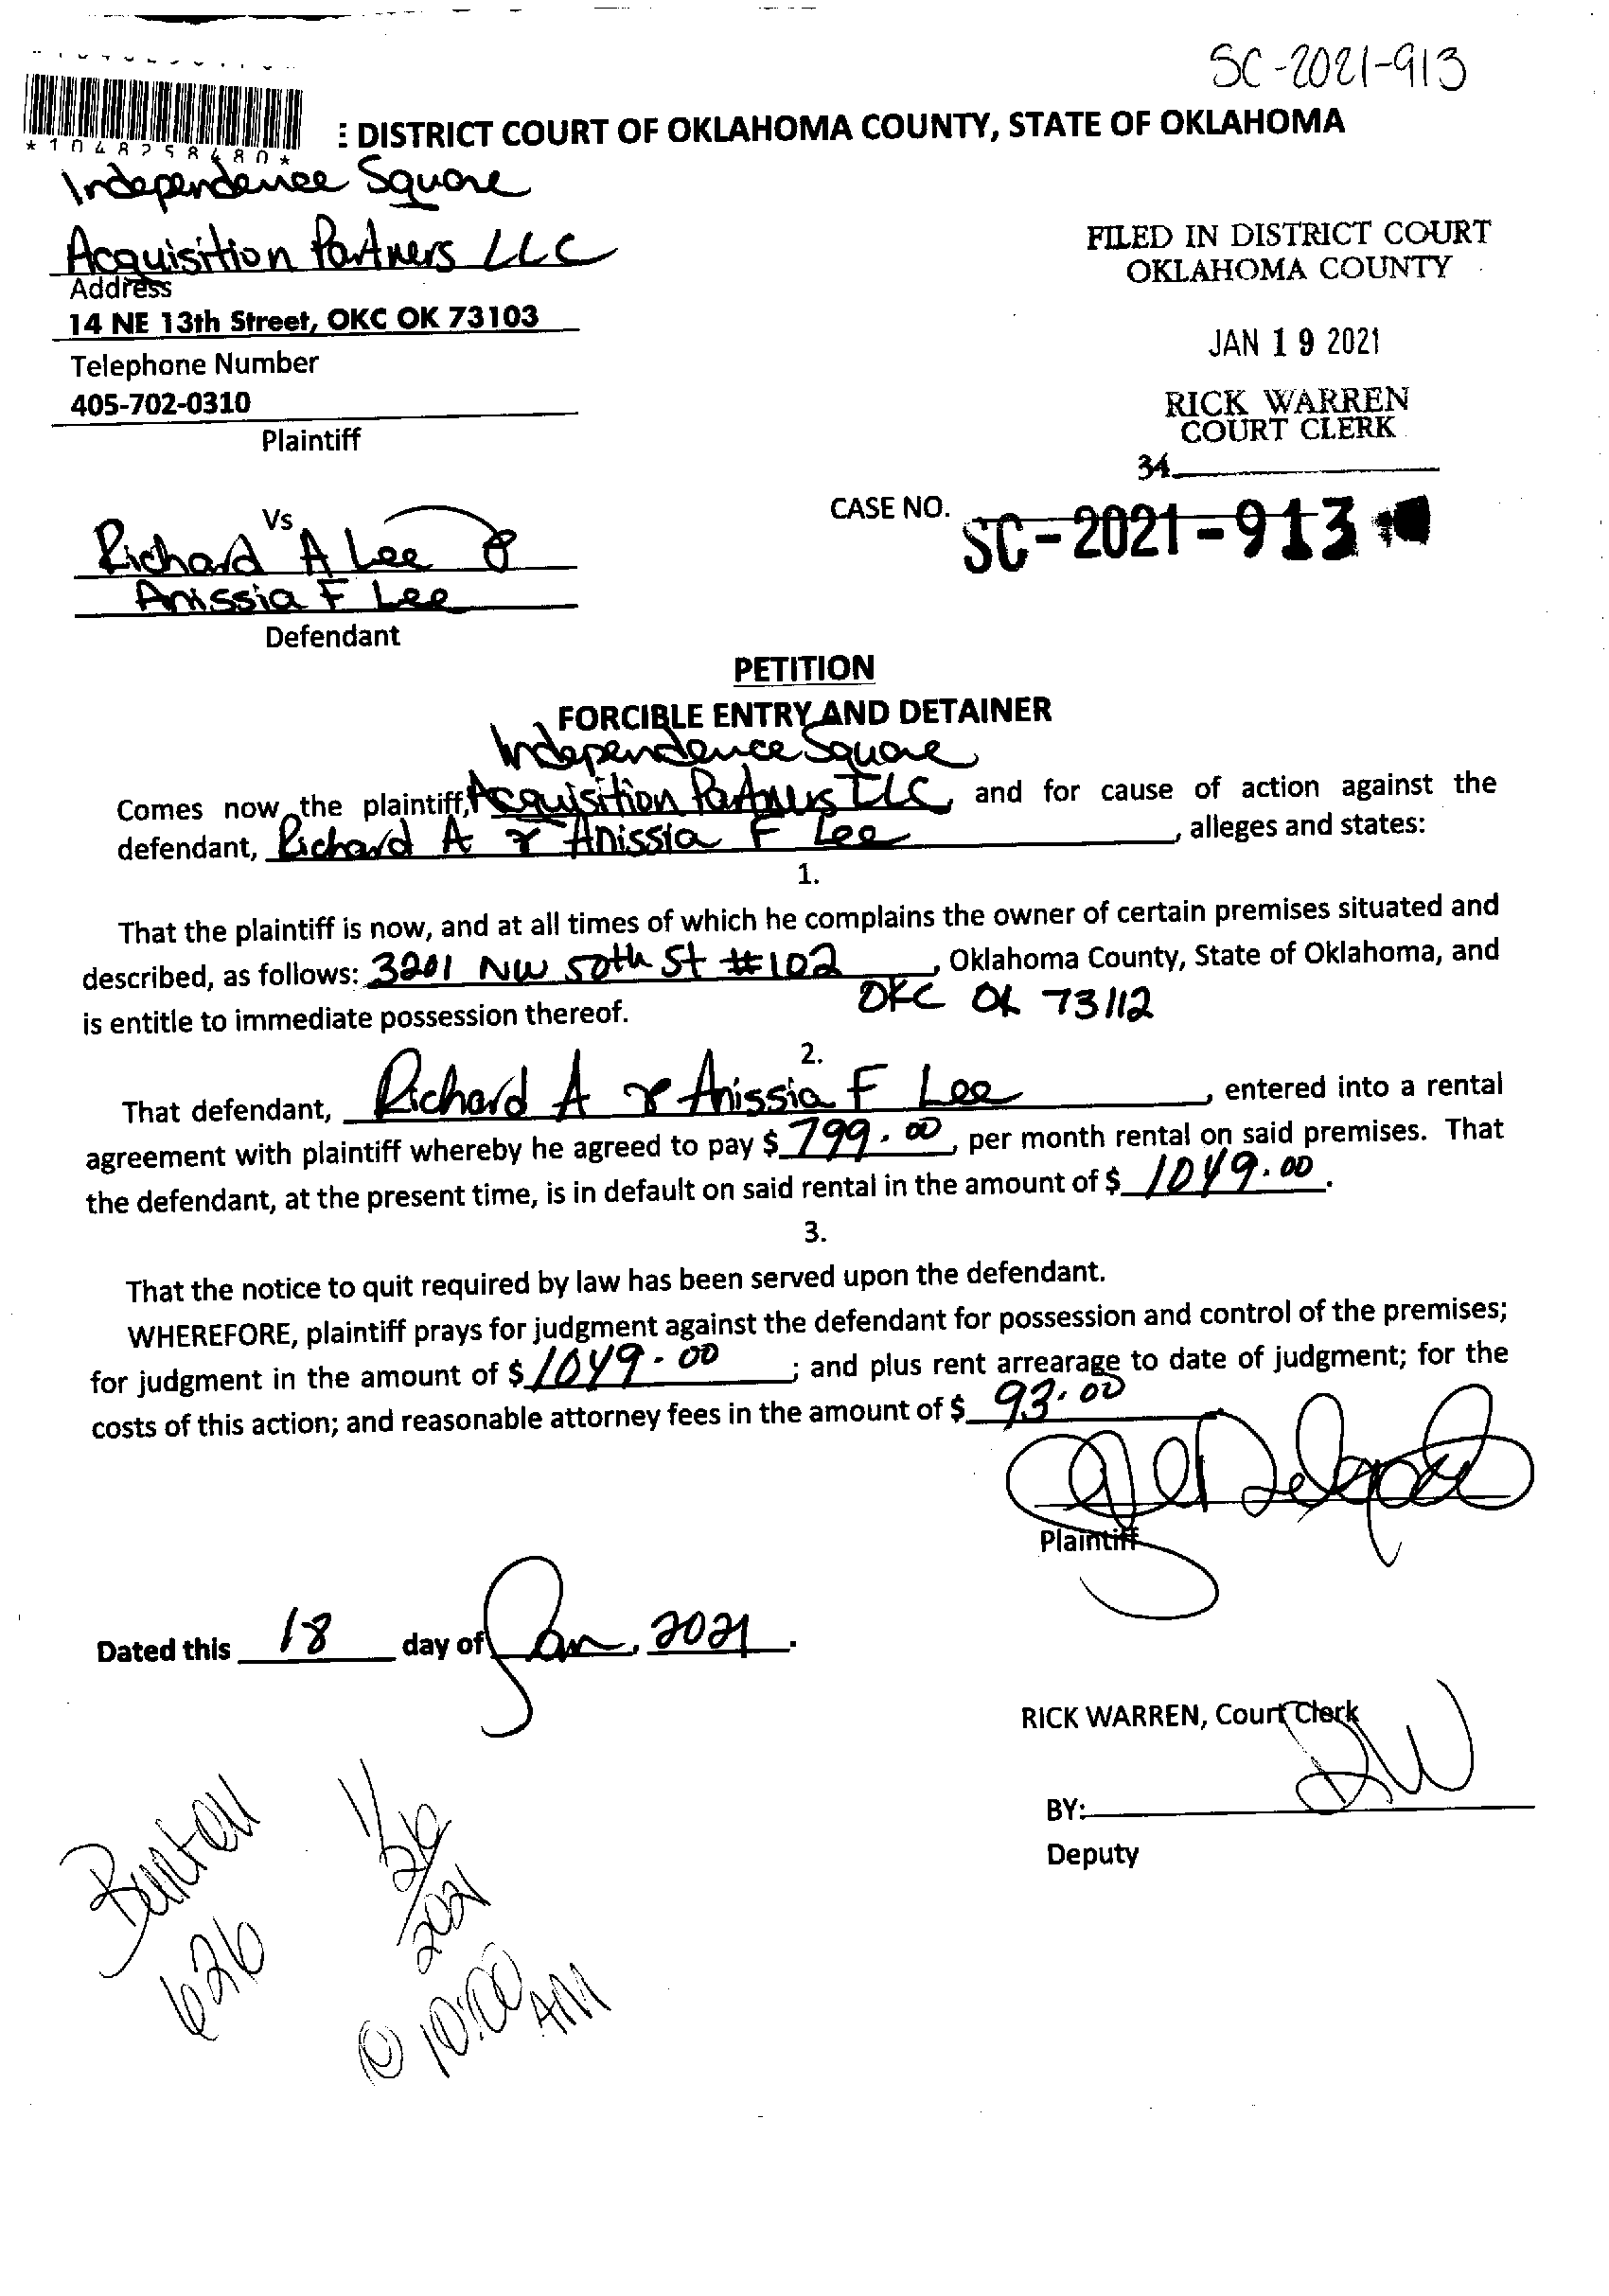 SC-2021-913
*1048258480*
: DISTRICT COURT OF OKLAHOMA COUNTY, STATE OF OKLAHOMA
Independence Square
Acquisition Partners LLC
Address
14 NE 13th Street, OKC OK 73103
Telephone Number
405-702-0310
Plaintiff
FILED IN DISTRICT COURT
OKLAHOMA COUNTY
JAN 19 2021
RICK WARREN
COURT CLERK
34
Vs
Richard A Lee &
Anissia F Lee
Defendant
CASE NO. SC-2021-913
PETITION
FORCIBLE ENTRY AND DETAINER
Independence Square
Comes now the plaintiff, Acquisition Partners LLC, and for cause of action against the
defendant, Richard A & Anissia F Lee, alleges and states:
1.
That the plaintiff is now, and at all times of which he complains the owner of certain premises situated and
described, as follows: 3201 NW 50th St #102, Oklahoma County, State of Oklahoma, and
OKC OK 73112
is entitle to immediate possession thereof.
2.
That defendant, Richard A & Anissia F Lee, entered into a rental
agreement with plaintiff whereby he agreed to pay $ 799.00, per month rental on said premises. That
the defendant, at the present time, is in default on said rental in the amount of $ 1049.00.
3.
That the notice to quit required by law has been served upon the defendant.
WHEREFORE, plaintiff prays for judgment against the defendant for possession and control of the premises;
for judgment in the amount of $ 1049.00 ; and plus rent arrearage to date of judgment; for the
costs of this action; and reasonable attorney fees in the amount of $ 93.00
Plaintiff
Dated this 18 day of Jan, 2021.
RICK WARREN, Court Clerk
BY: DW
Deputy
626
1/26/2021
@ 10:00 AM